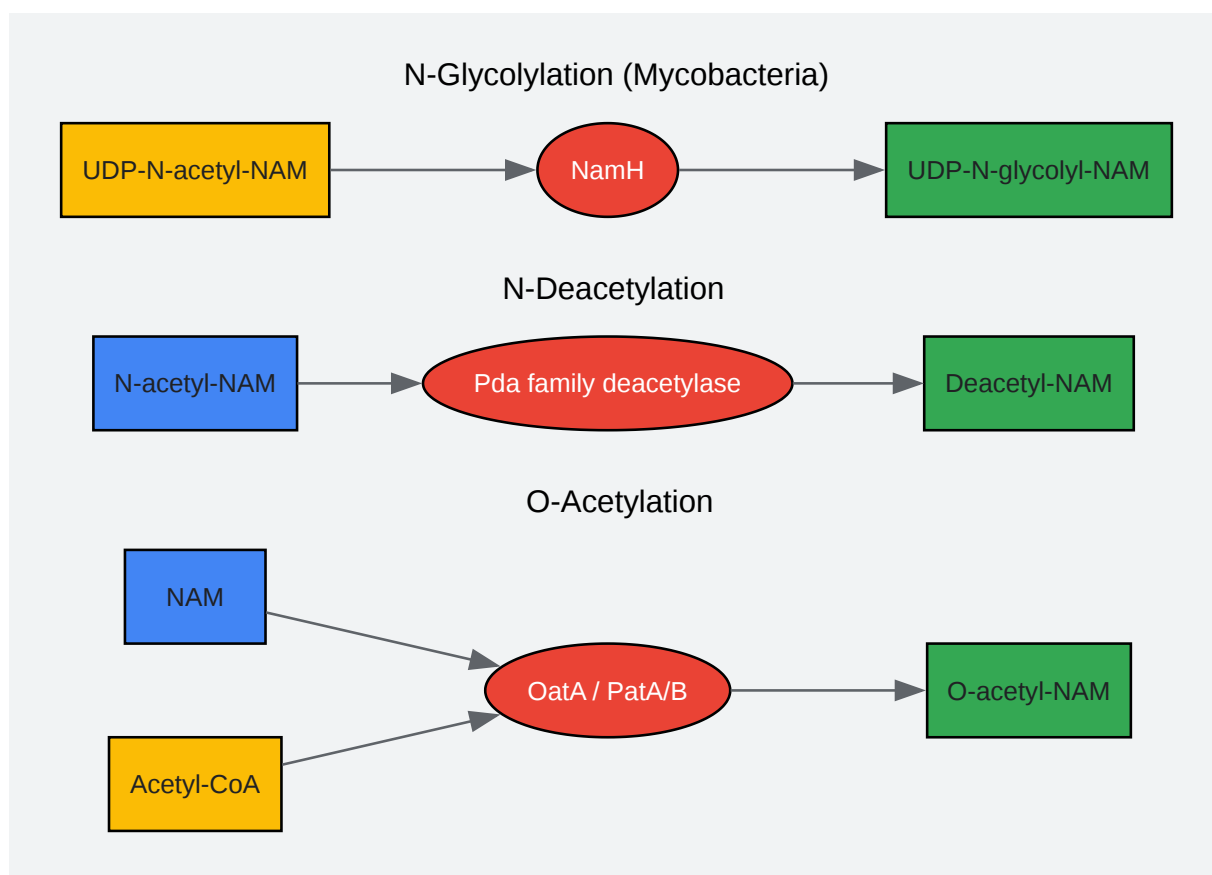 N-Glycolylation (Mycobacteria)
UDP-N-acetyl-NAM
NamH
UDP-N-glycolyl-NAM
N-Deacetylation
N-acetyl-NAM
Pda family deacetylase
Deacetyl-NAM
O-Acetylation
NAM
Acetyl-CoA
OatA / PatA/B
O-acetyl-NAM